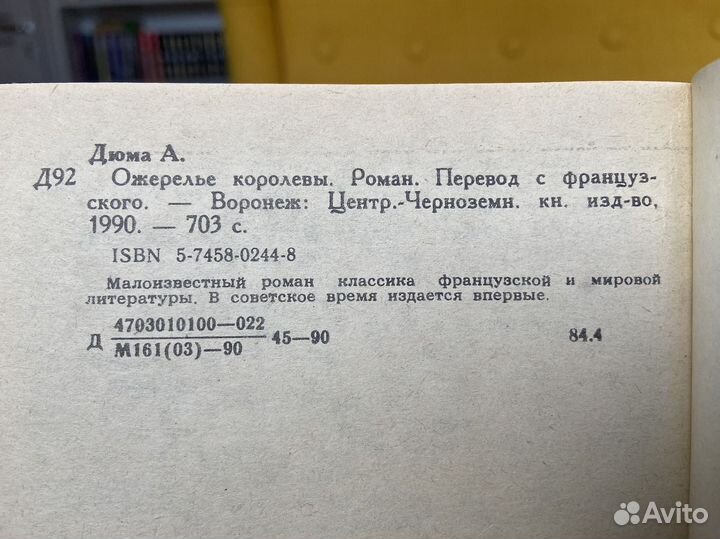 Дюма А.
Д92 Ожерелье королевы. Роман. Перевод с француз-
ского. — Воронеж: Центр.-Черноземн. кн. изд-во,
1990. — 703 с.
ISBN 5-7458-0244-8
Малоизвестный роман классика французской и мировой
литературы. В советское время издается впервые.
4703010100—022
Д 45—90 84.4
М161(03)—90
Avito